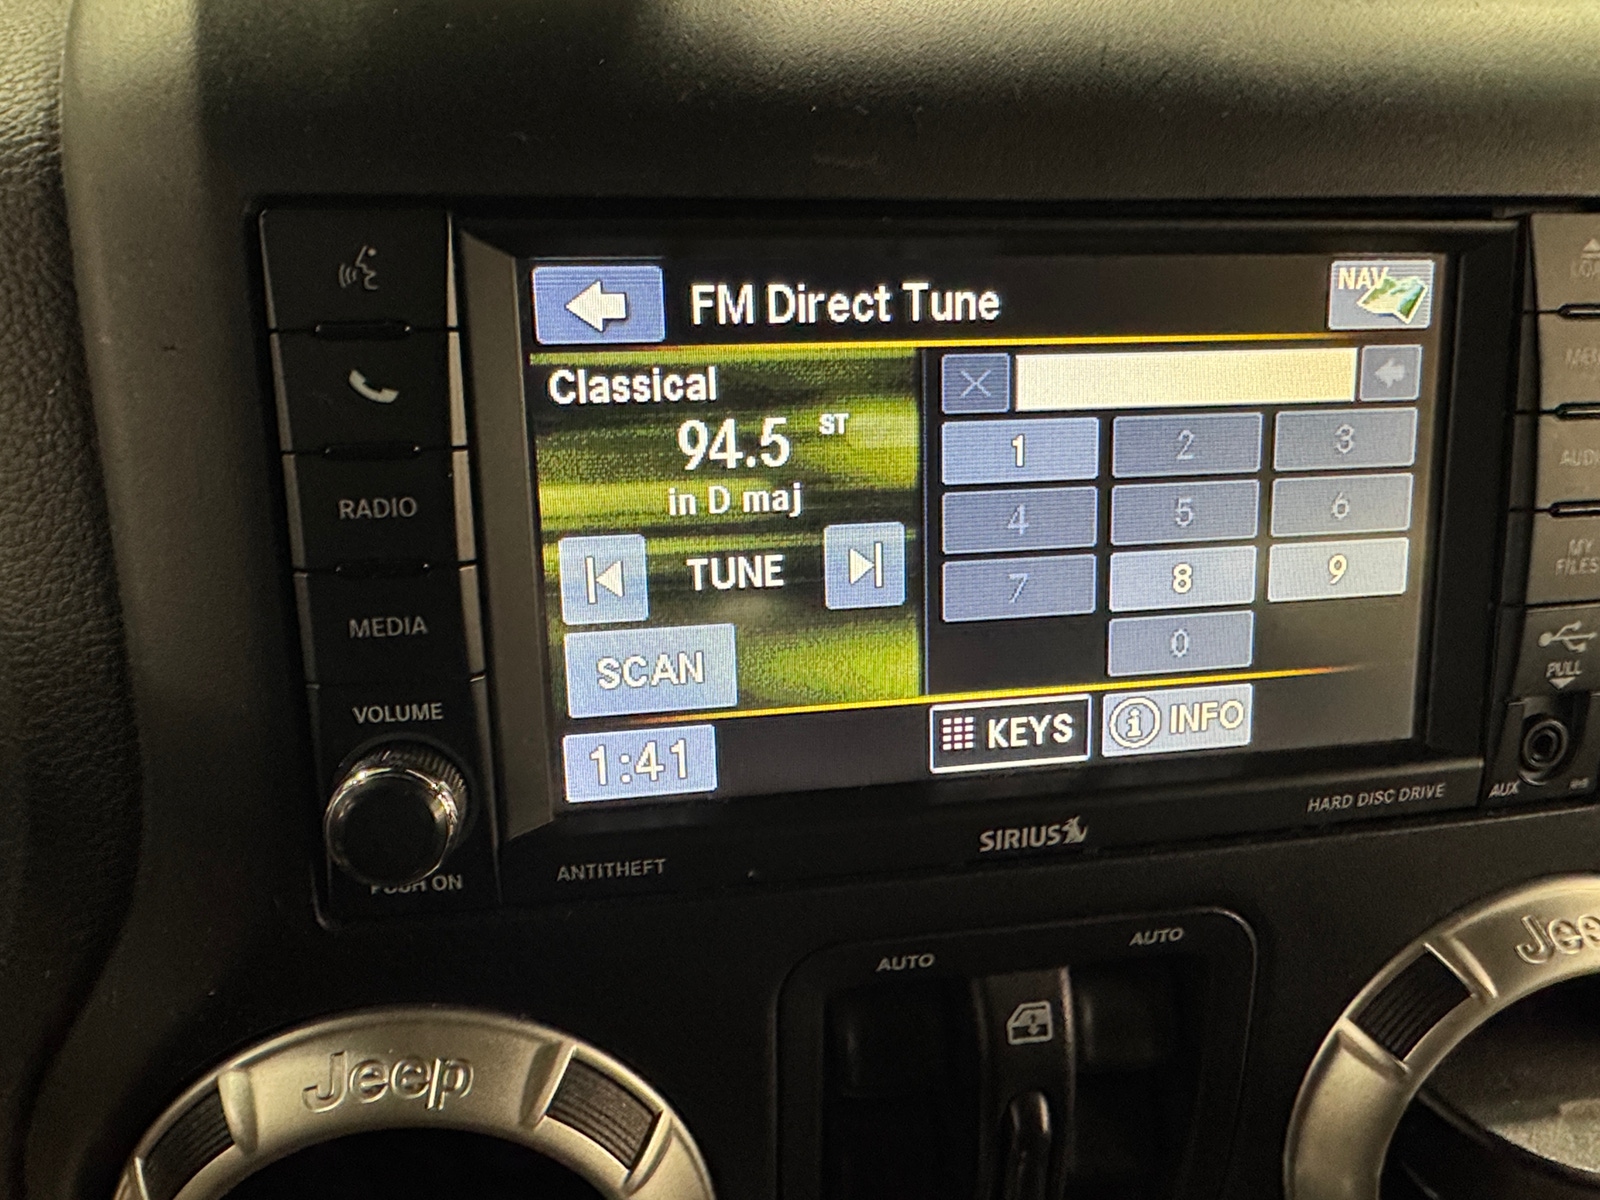 FM Direct Tune
NAV
Classical
94.5 ST
in D maj
TUNE
SCAN
1:41
1 2 3
4 5 6
7 8 9
0
KEYS
i INFO
RADIO
MEDIA
VOLUME
PUSH ON
ANTITHEFT
SIRIUS
HARD DISC DRIVE
MY
FILES
PULL
AUX
AUTO
AUTO
Jeep